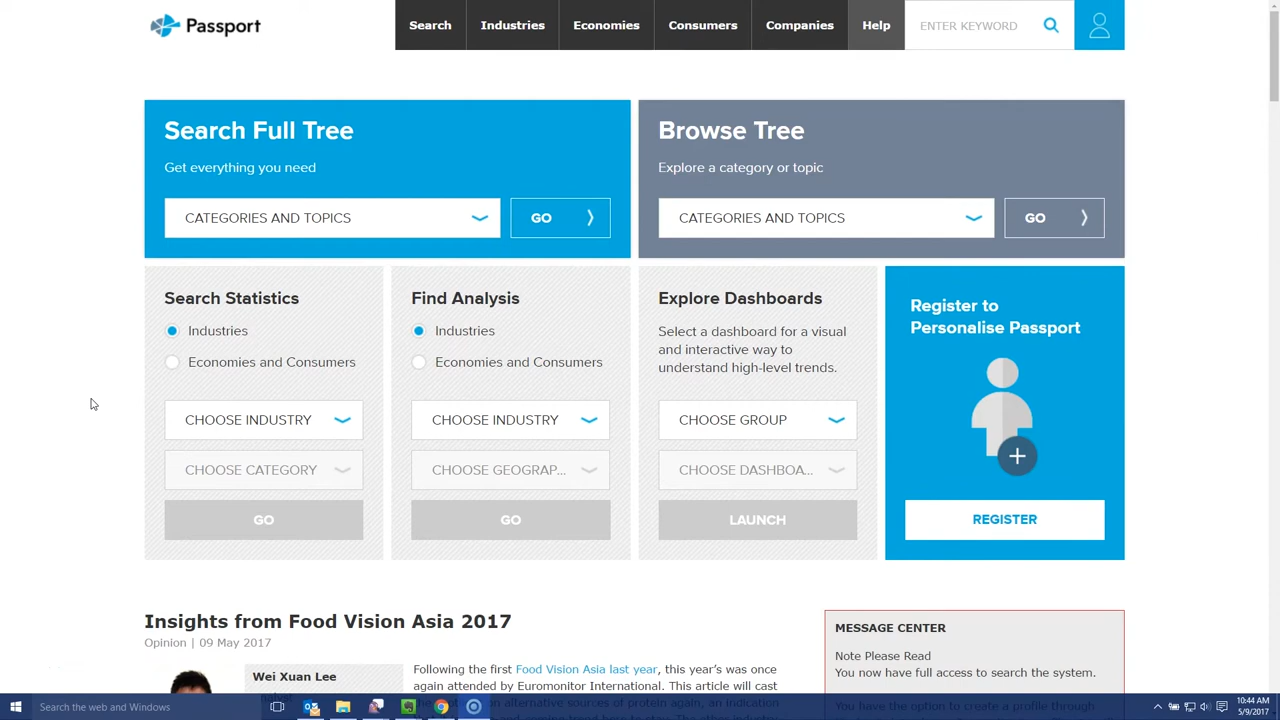 Passport
Search
Industries
Economies
Consumers
Companies
Help
ENTER KEYWORD
Search Full Tree
Get everything you need
CATEGORIES AND TOPICS
GO
Browse Tree
Explore a category or topic
CATEGORIES AND TOPICS
GO
Search Statistics
Industries
Economies and Consumers
CHOOSE INDUSTRY
CHOOSE CATEGORY
GO
Find Analysis
Industries
Economies and Consumers
CHOOSE INDUSTRY
CHOOSE GEOGRAP...
GO
Explore Dashboards
Select a dashboard for a visual
and interactive way to
understand high-level trends.
CHOOSE GROUP
CHOOSE DASHBOA...
LAUNCH
Register to
Personalise Passport
REGISTER
Insights from Food Vision Asia 2017
Opinion | 09 May 2017
Wei Xuan Lee
Following the first Food Vision Asia last year, this year's was once
again attended by Euromonitor International. This article will cast
MESSAGE CENTER
Note Please Read
You now have full access to search the system.
Search the web and Windows
10:44 AM
5/9/2017